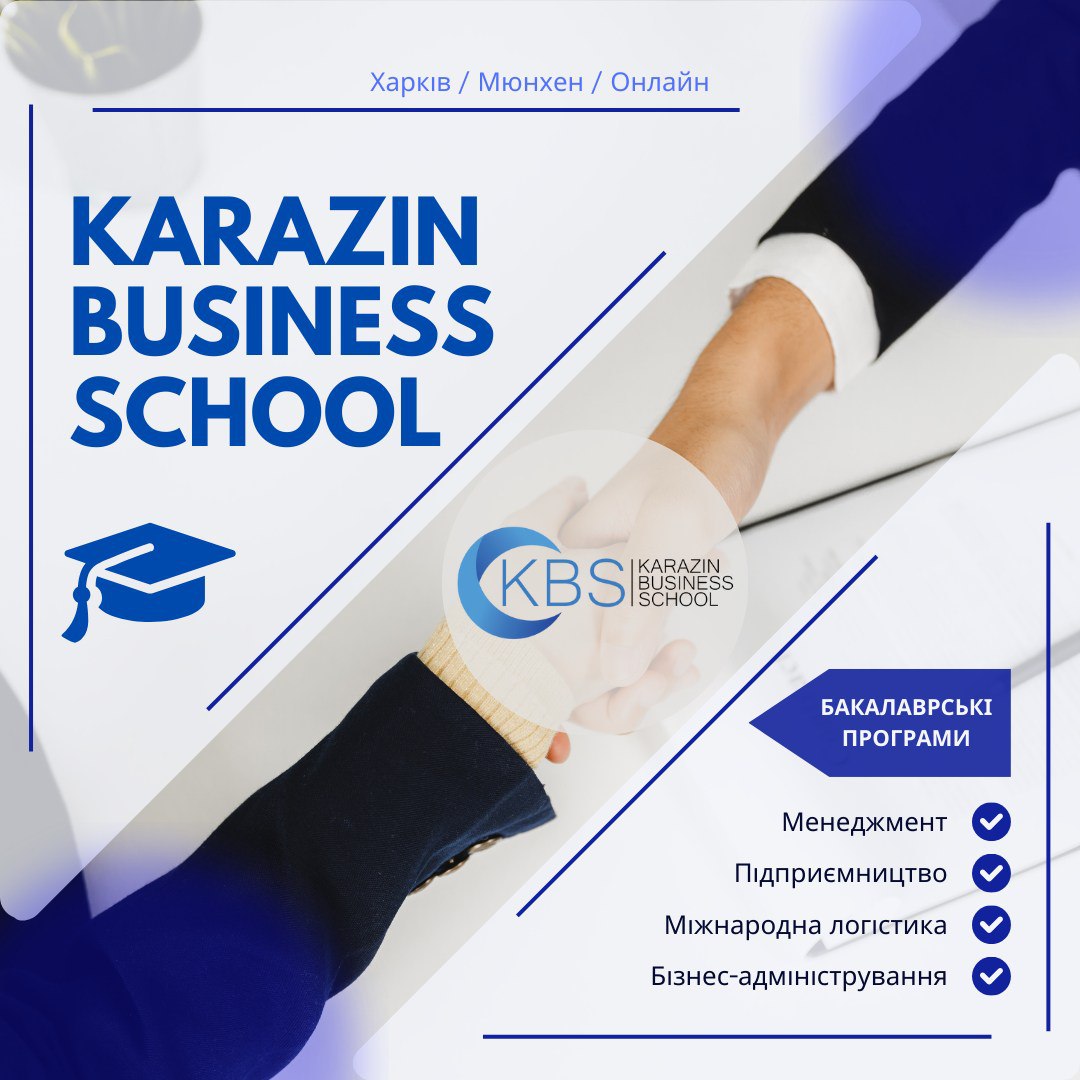 Харків / Мюнхен / Онлайн
KARAZIN
BUSINESS
SCHOOL
KBS
KARAZIN
BUSINESS
SCHOOL
БАКАЛАВРСЬКІ
ПРОГРАМИ
Менеджмент
Підприємництво
Міжнародна логістика
Бізнес-адміністрування